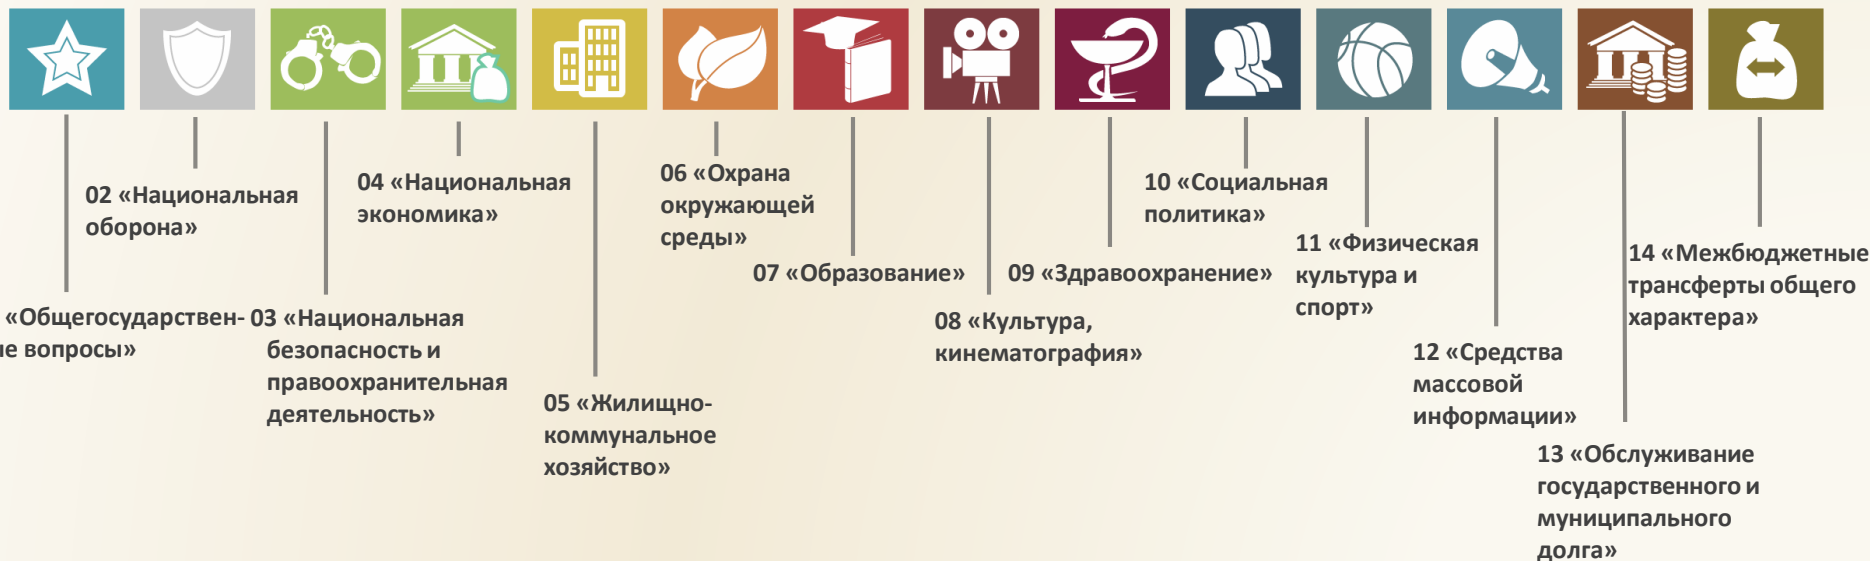 «Общегосударствен-
е вопросы»
02 «Национальная
оборона»
03 «Национальная
безопасность и
правоохранительная
деятельность»
04 «Национальная
экономика»
05 «Жилищно-
коммунальное
хозяйство»
06 «Охрана
окружающей
среды»
07 «Образование»
08 «Культура,
кинематография»
09 «Здравоохранение»
10 «Социальная
политика»
11 «Физическая
культура и
спорт»
12 «Средства
массовой
информации»
13 «Обслуживание
государственного и
муниципального
долга»
14 «Межбюджетные
трансферты общего
характера»